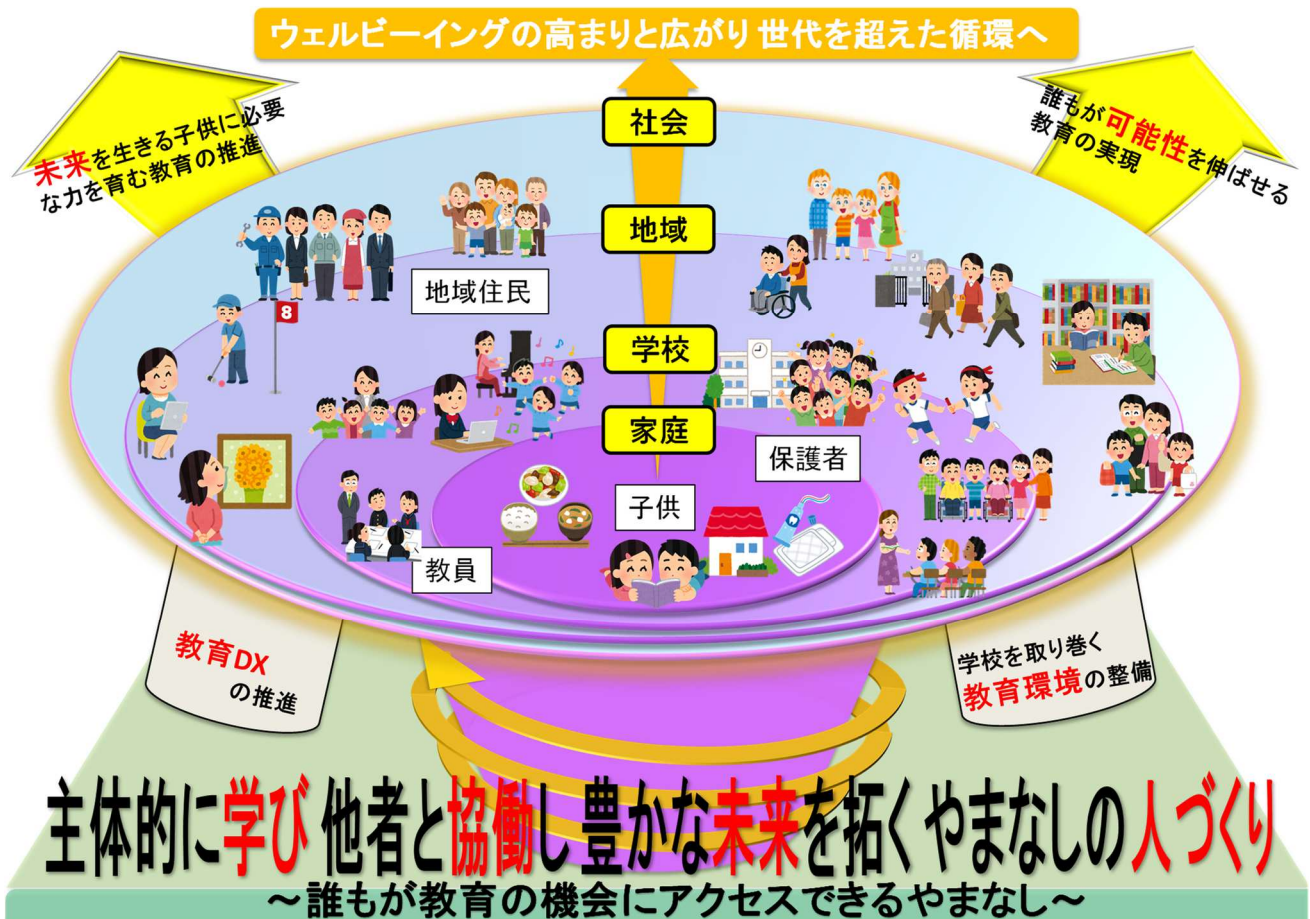 ウェルビーイングの高まりと広がり 世代を超えた循環へ
未来を生きる子供に必要
な力を育む教育の推進
誰もが可能性を伸ばせる
教育の実現
社会
地域
地域住民
8
学校
家庭
保護者
子供
教員
教育DX
の推進
学校を取り巻く
教育環境の整備
主体的に学び 他者と協働し 豊かな未来を拓く やまなしの人づくり
～誰もが教育の機会にアクセスできるやまなし～